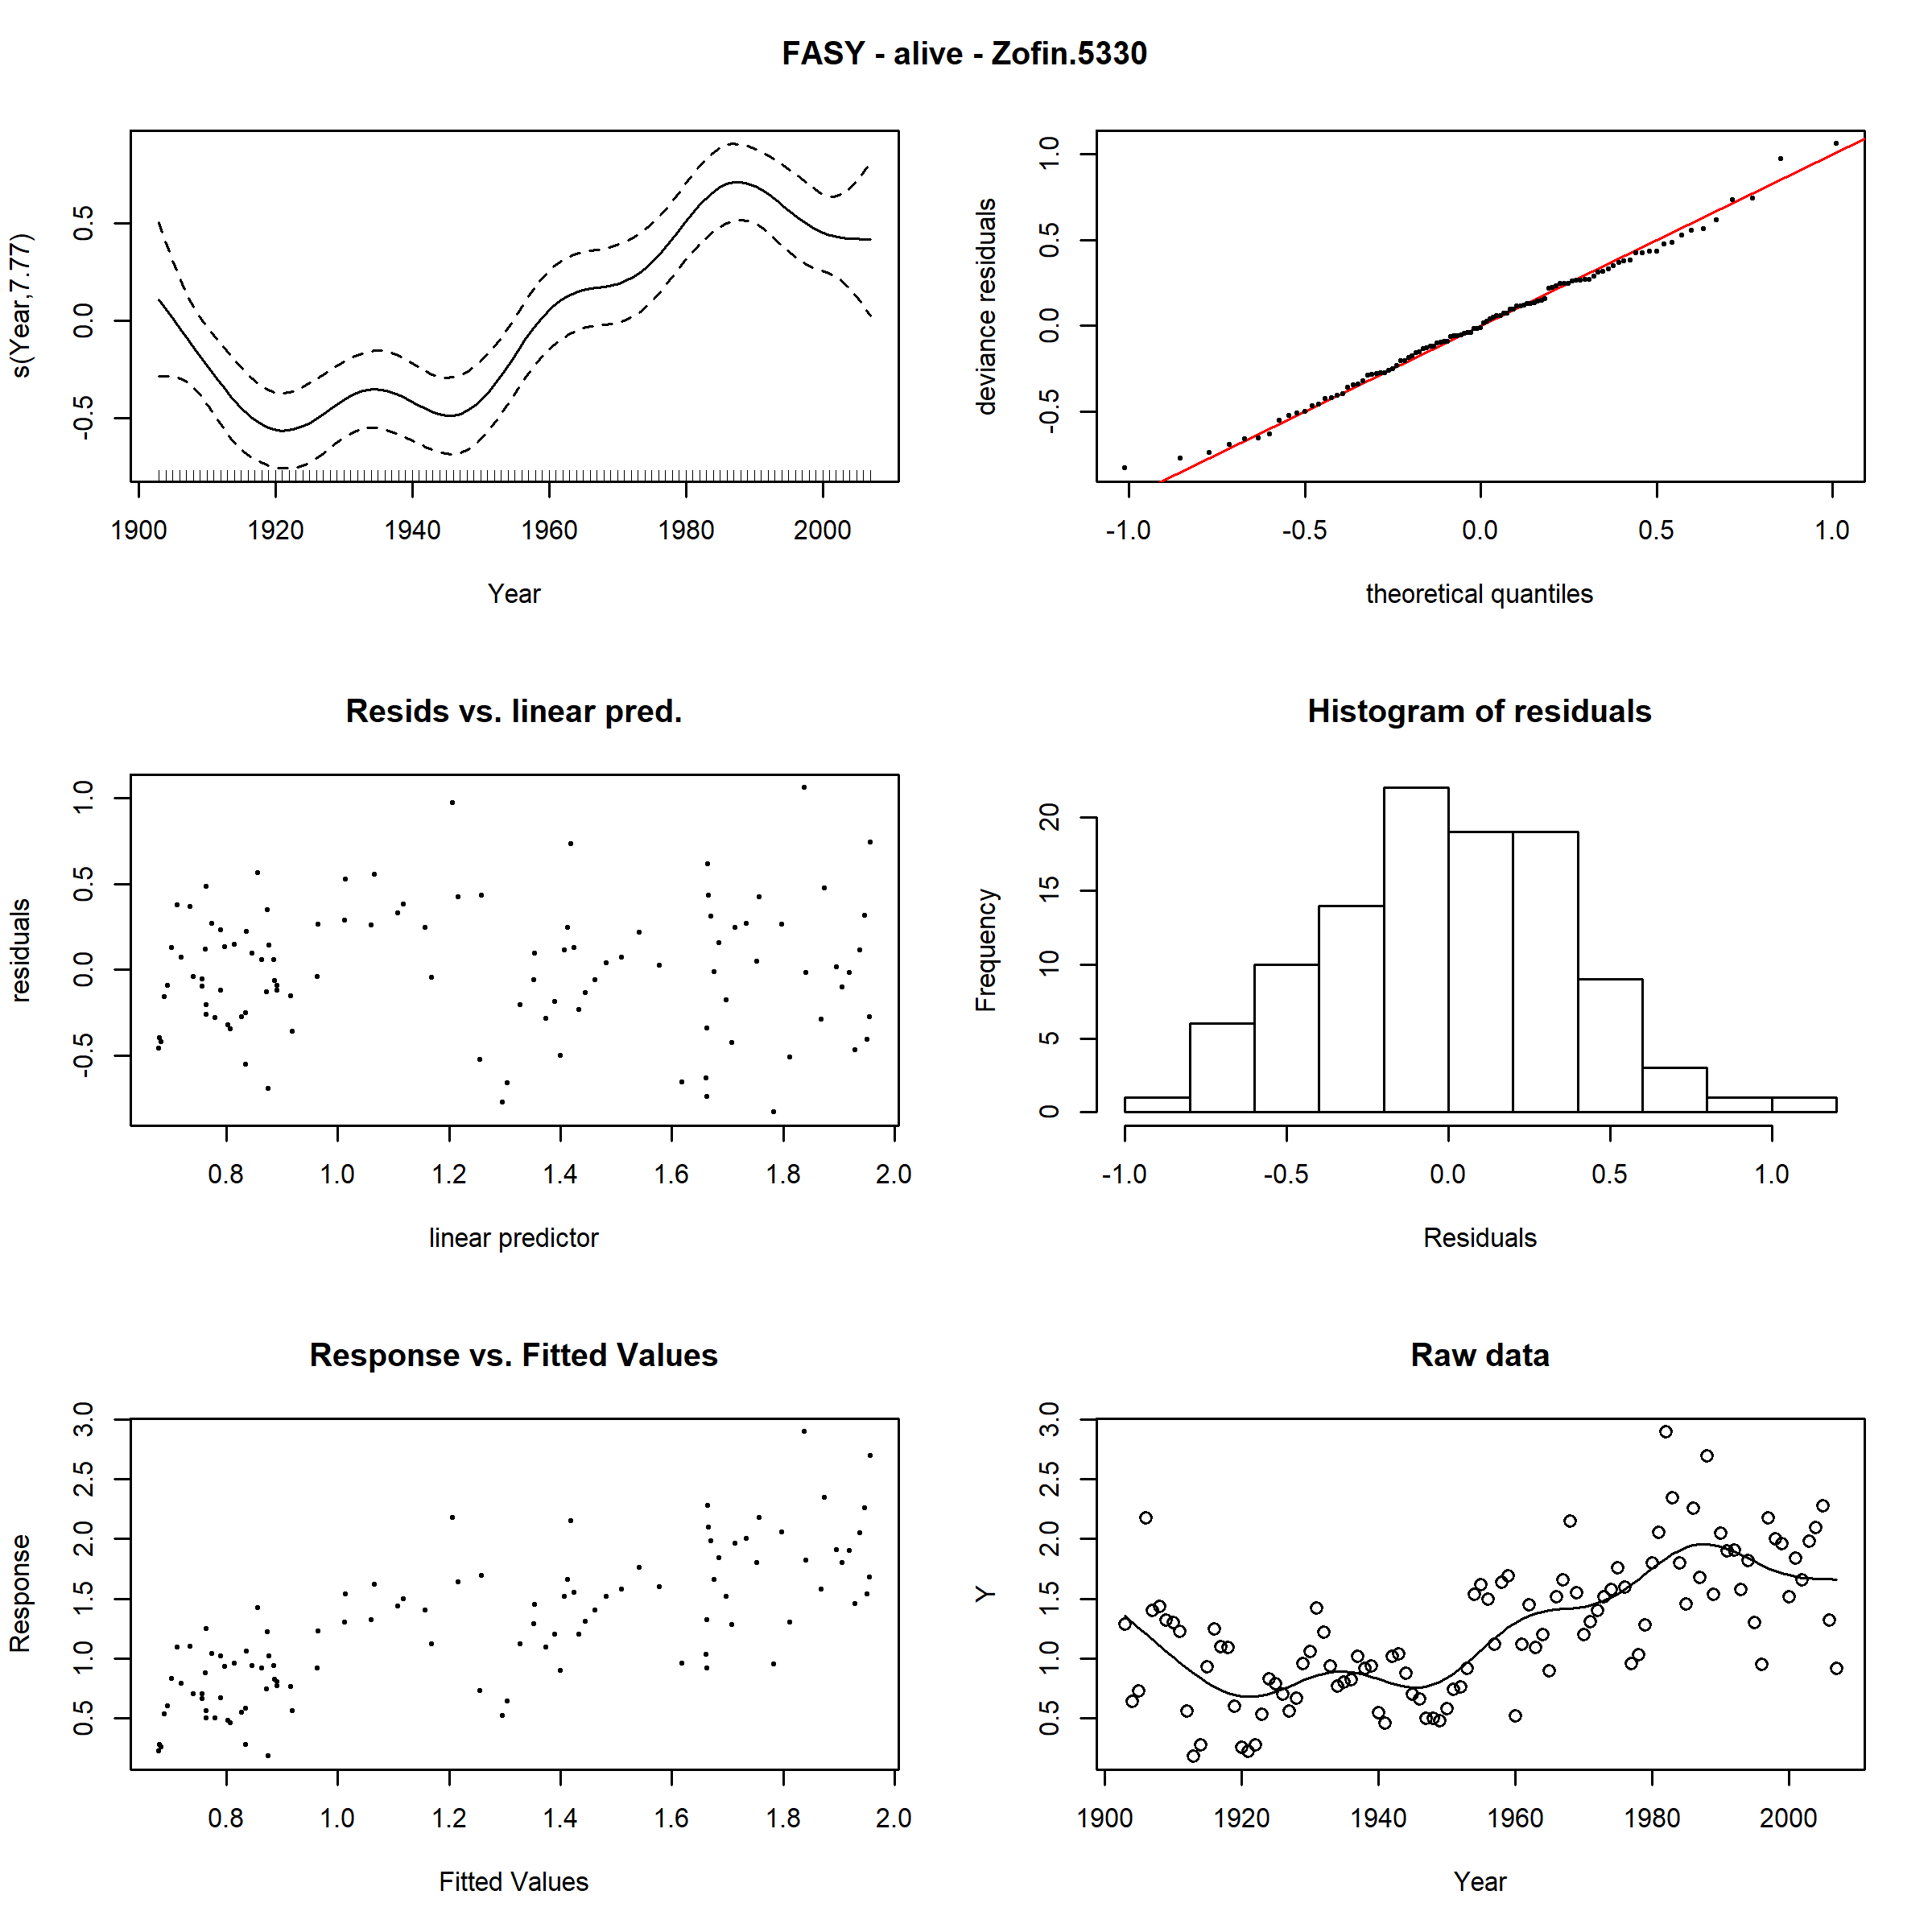 FASY - alive - Zofin.5330
s(Year,7.77)
-0.5 0.0 0.5
1900 1920 1940 1960 1980 2000
Year
deviance residuals
-0.5 0.0 0.5 1.0
-1.0 -0.5 0.0 0.5 1.0
theoretical quantiles
Resids vs. linear pred.
residuals
-0.5 0.0 0.5 1.0
0.8 1.0 1.2 1.4 1.6 1.8 2.0
linear predictor
Histogram of residuals
Frequency
0 5 10 15 20
-1.0 -0.5 0.0 0.5 1.0
Residuals
Response vs. Fitted Values
Response
0.5 1.0 1.5 2.0 2.5 3.0
0.8 1.0 1.2 1.4 1.6 1.8 2.0
Fitted Values
Raw data
Y
0.5 1.0 1.5 2.0 2.5 3.0
1900 1920 1940 1960 1980 2000
Year